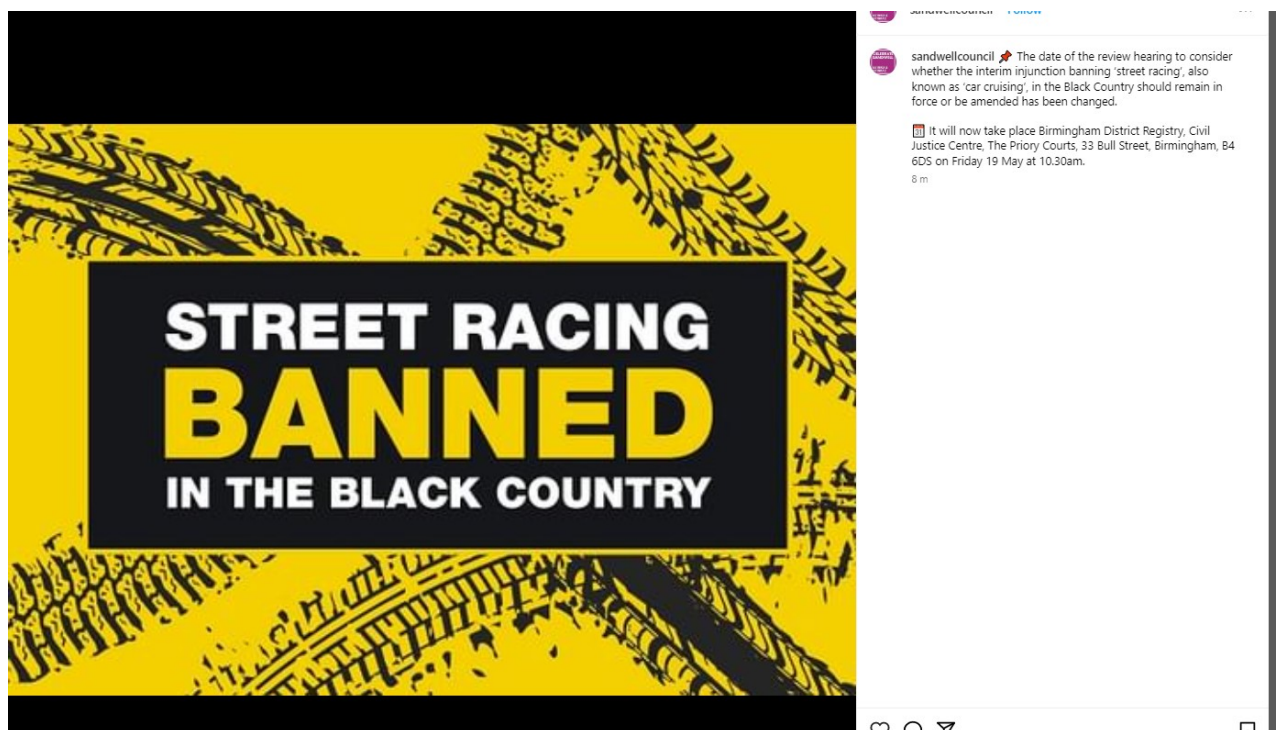 STREET RACING
BANNED
IN THE BLACK COUNTRY
sandwellcouncil Follow
sandwellcouncil 📌 The date of the review hearing to consider
whether the interim injunction banning ‘street racing’, also
known as ‘car cruising’, in the Black Country should remain in
force or be amended has been changed.
It will now take place Birmingham District Registry, Civil
Justice Centre, The Priory Courts, 33 Bull Street, Birmingham, B4
6DS on Friday 19 May at 10.30am.
8 m